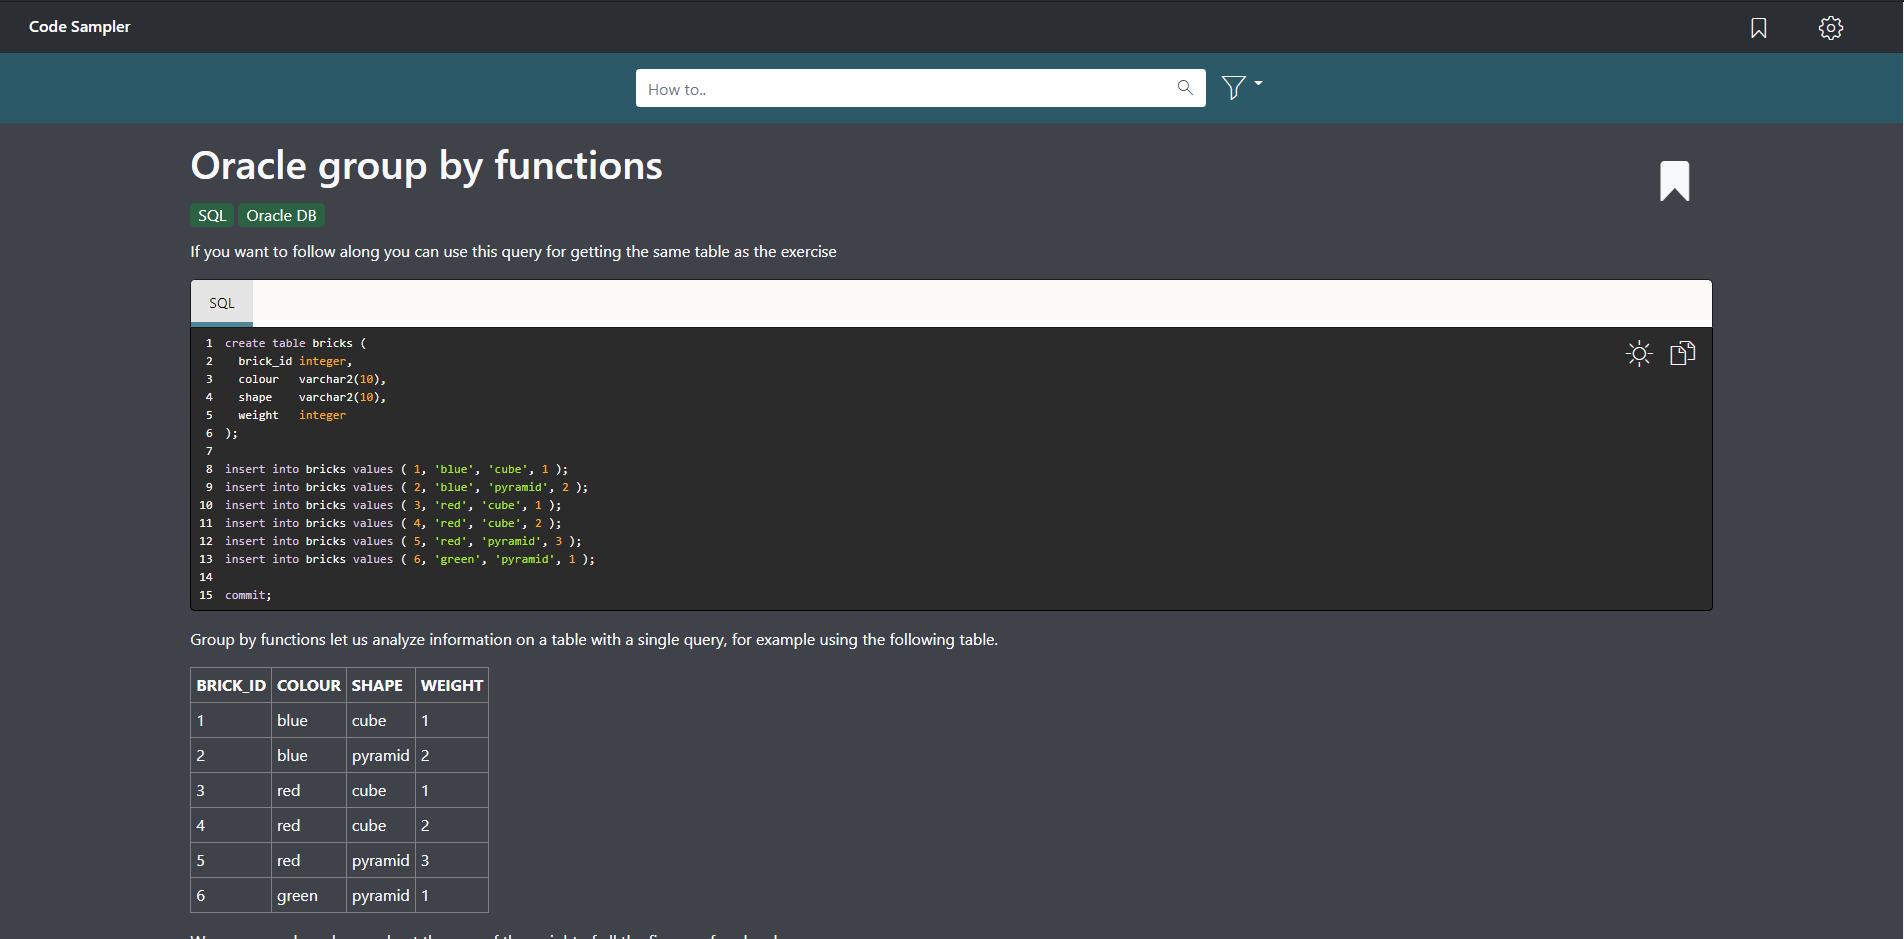 Code Sampler
How to..
Oracle group by functions
SQL Oracle DB
If you want to follow along you can use this query for getting the same table as the exercise
SQL
1 create table bricks (
2   brick_id integer,
3   colour   varchar2(10),
4   shape    varchar2(10),
5   weight   integer
6 );
7
8 insert into bricks values ( 1, 'blue', 'cube', 1 );
9 insert into bricks values ( 2, 'blue', 'pyramid', 2 );
10 insert into bricks values ( 3, 'red', 'cube', 1 );
11 insert into bricks values ( 4, 'red', 'cube', 2 );
12 insert into bricks values ( 5, 'red', 'pyramid', 3 );
13 insert into bricks values ( 6, 'green', 'pyramid', 1 );
14
15 commit;
Group by functions let us analyze information on a table with a single query, for example using the following table.
BRICK_ID COLOUR SHAPE WEIGHT
1 blue cube 1
2 blue pyramid 2
3 red cube 1
4 red cube 2
5 red pyramid 3
6 green pyramid 1